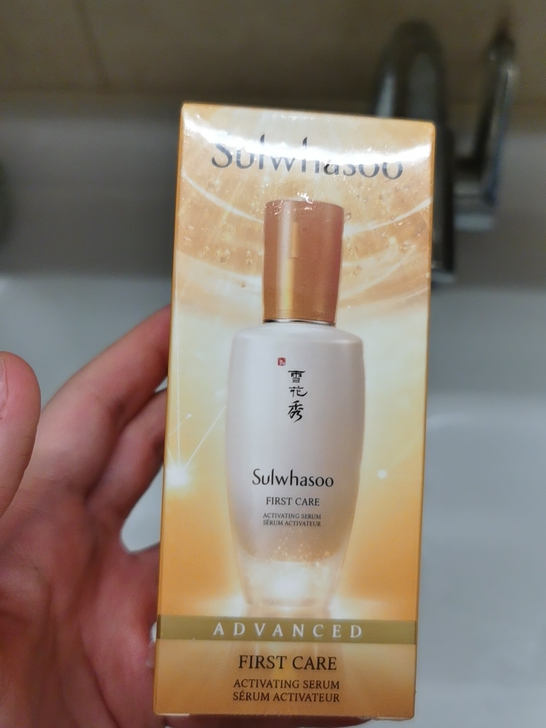 Sulwhasoo
雪
花
秀
Sulwhasoo
FIRST CARE
ACTIVATING SERUM
SÉRUM ACTIVATEUR
ADVANCED
FIRST CARE
ACTIVATING SERUM
SÉRUM ACTIVATEUR